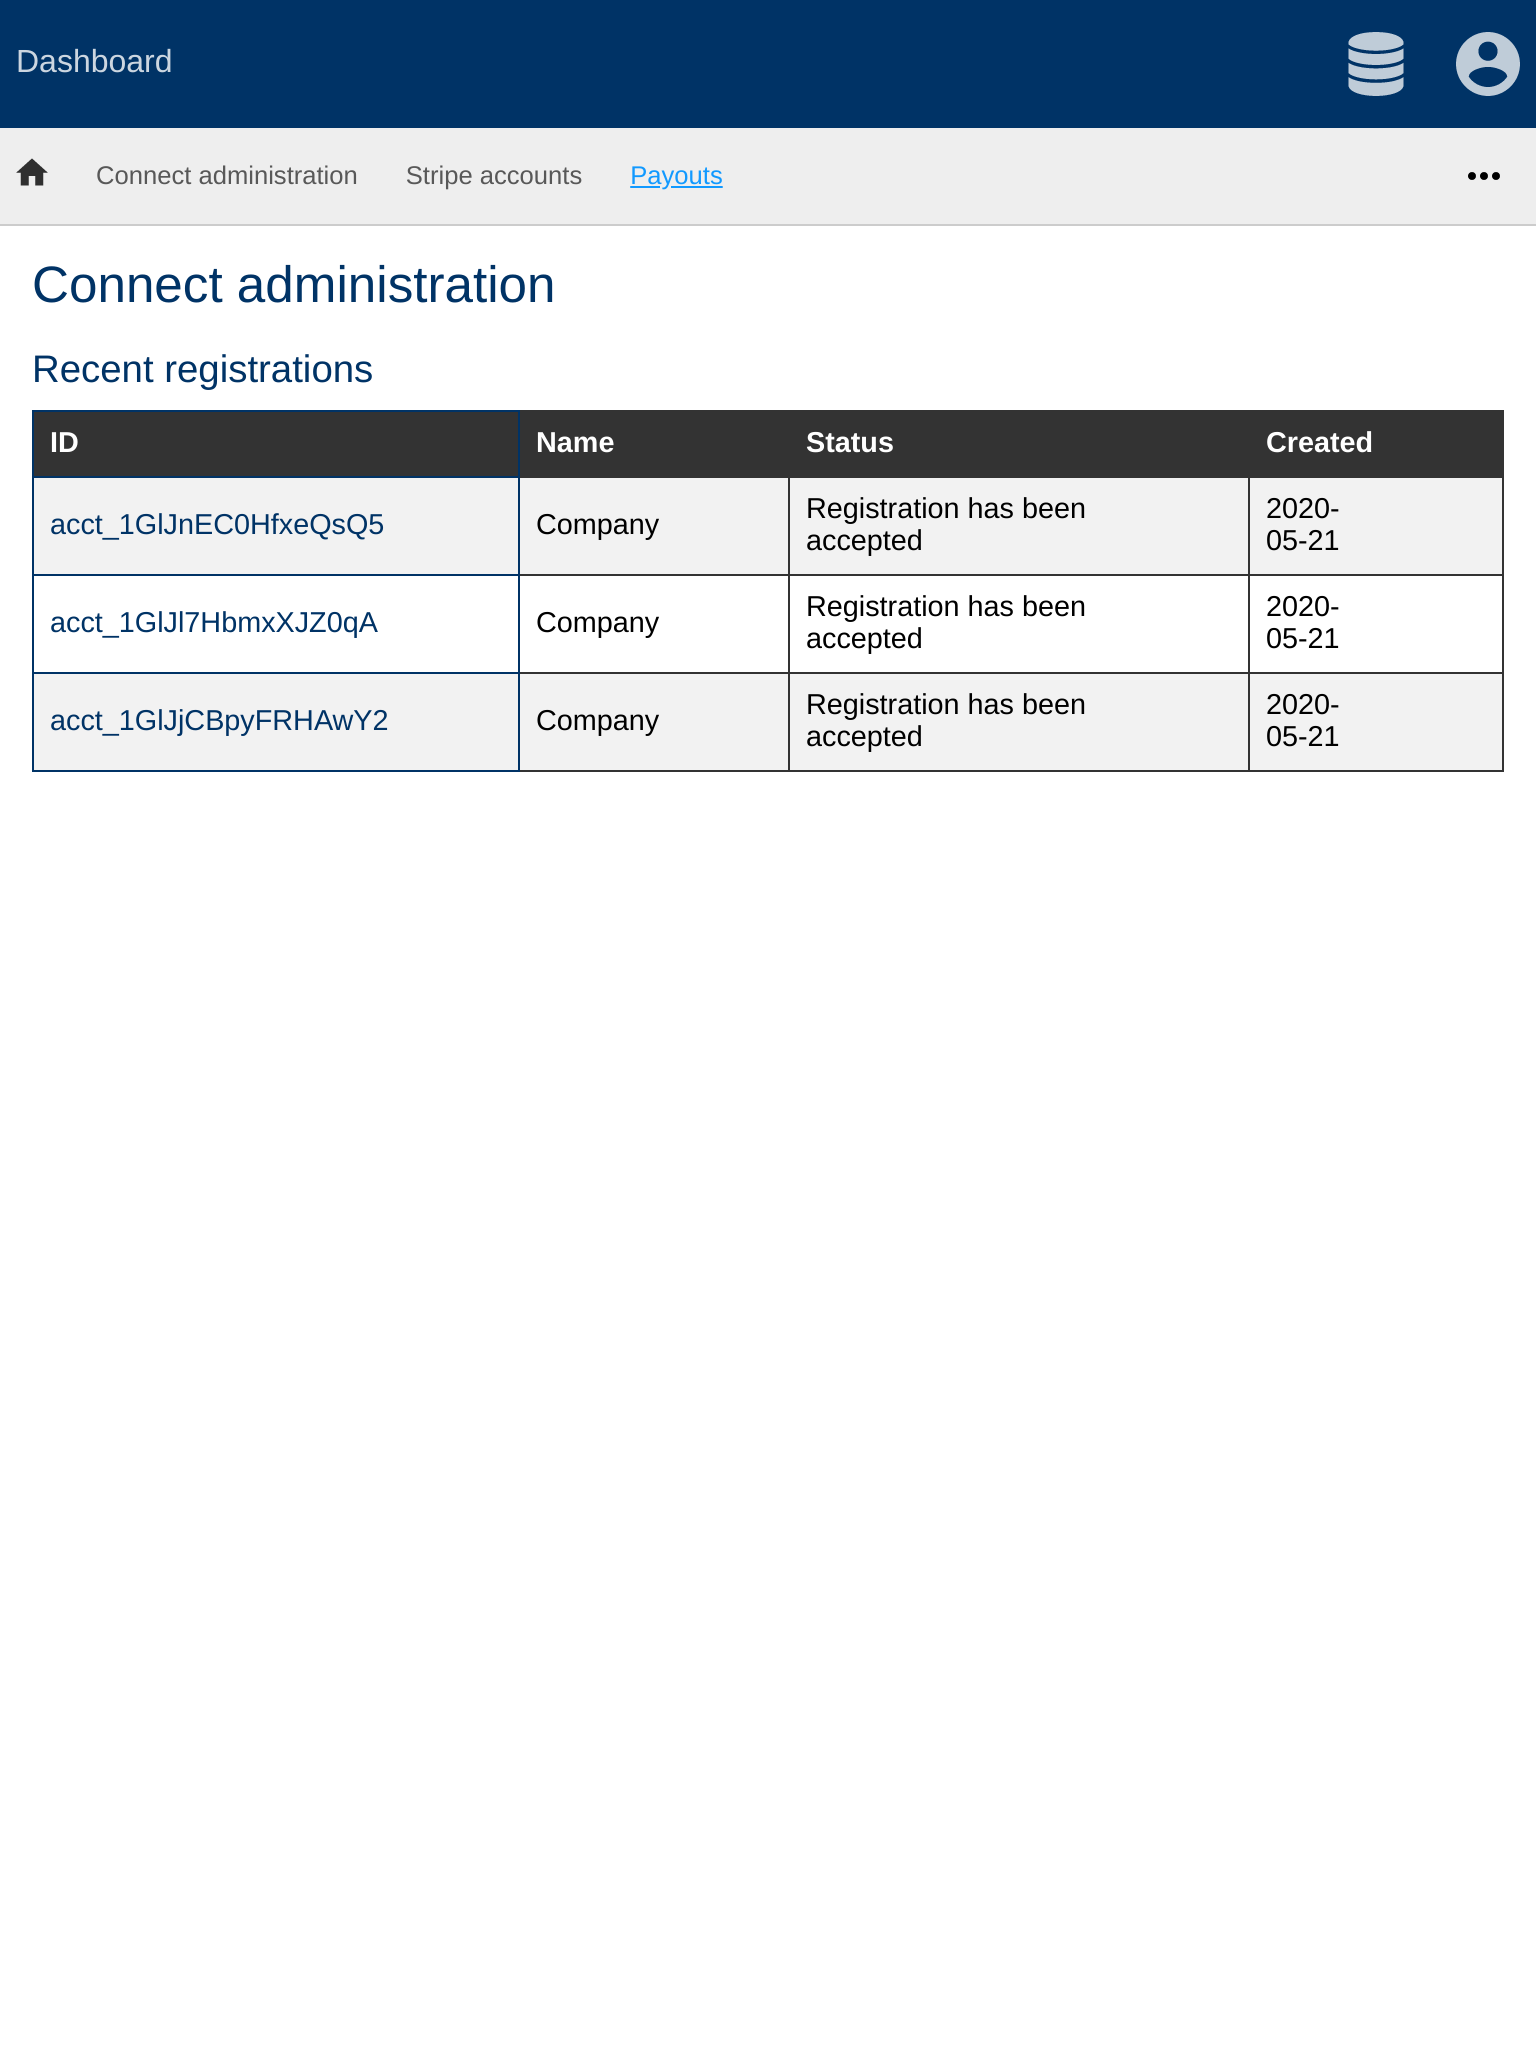 Dashboard
Connect administration Stripe accounts Payouts
Connect administration
Recent registrations
ID Name Status Created
acct_1GlJnEC0HfxeQsQ5 Company Registration has been accepted 2020-05-21
acct_1GlJl7HbmxXJZ0qA Company Registration has been accepted 2020-05-21
acct_1GlJjCBpyFRHAwY2 Company Registration has been accepted 2020-05-21